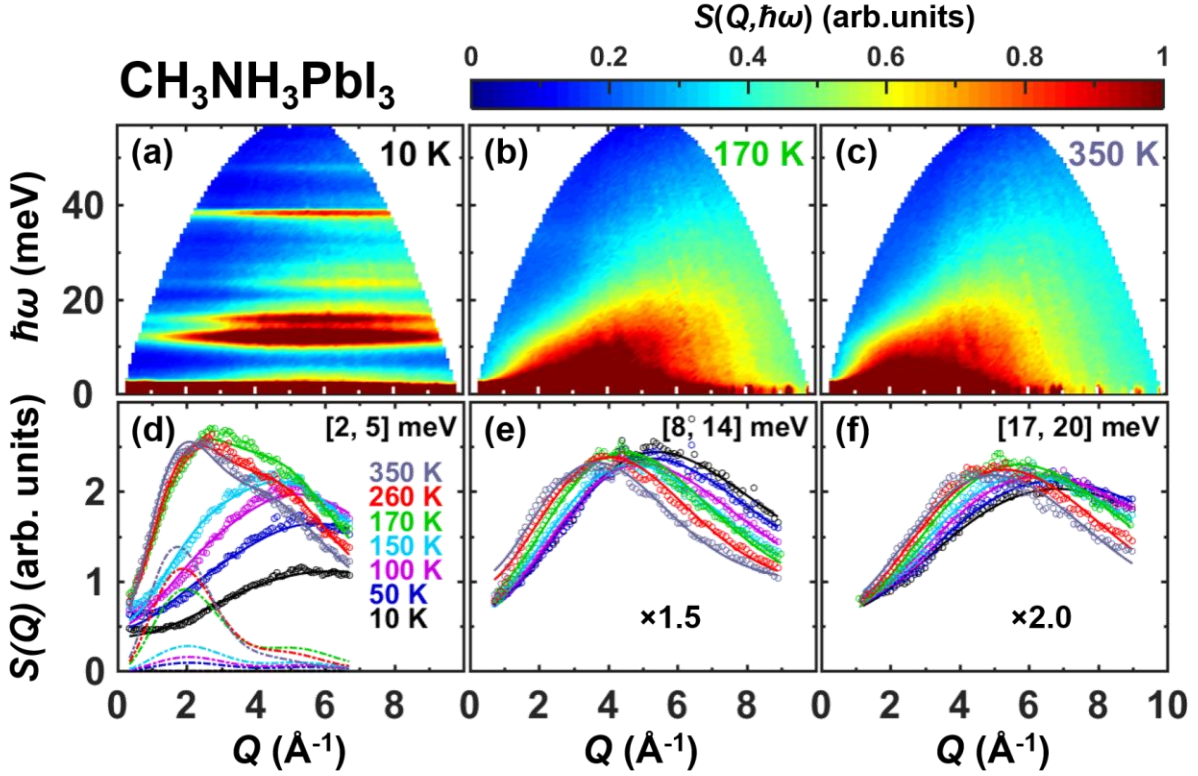 S(Q,ħω) (arb.units)
0 0.2 0.4 0.6 0.8 1
CH₃NH₃PbI₃
(a) 10 K
(b) 170 K
(c) 350 K
ħω (meV)
40
20
0
S(Q) (arb. units)
2
2
1
0
(d) [2, 5] meV
350 K
260 K
170 K
150 K
100 K
50 K
10 K
(e) [8, 14] meV
×1.5
(f) [17, 20] meV
×2.0
0 2 4 6 8 0 2 4 6 8 0 2 4 6 8 10
Q (Å⁻¹) Q (Å⁻¹) Q (Å⁻¹)